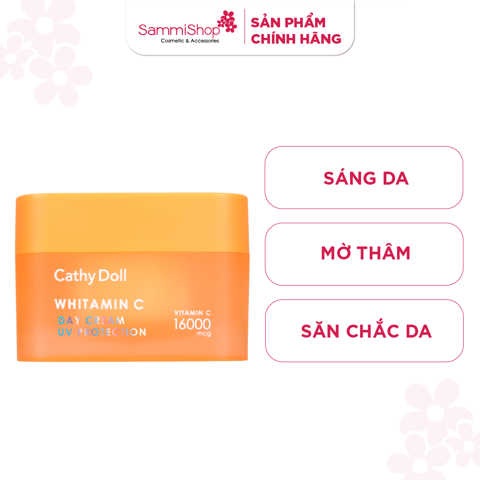 SammiShop
Cosmetic & Accessories
SẢN PHẨM
CHÍNH HÃNG
Cathy Doll
WHITAMIN C
DAY CREAM
UV PROTECTION
VITAMIN C
16000
mcg
SÁNG DA
MỜ THÂM
SĂN CHẮC DA